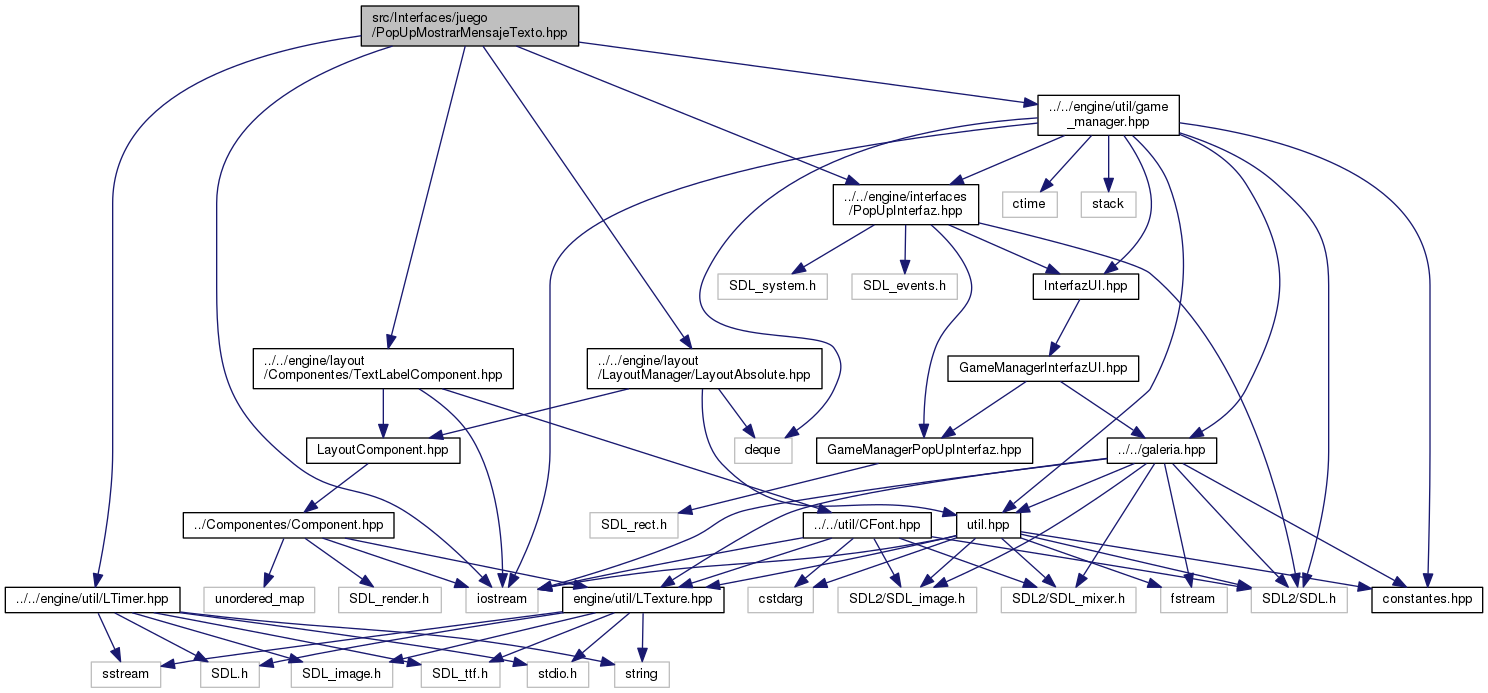 src/Interfaces/juego
/PopUpMostrarMensajeTexto.hpp
../../engine/util/game
_manager.hpp
../../engine/interfaces
/PopUpInterfaz.hpp
ctime
stack
SDL_system.h
SDL_events.h
InterfazUI.hpp
../../engine/layout
/Componentes/TextLabelComponent.hpp
../../engine/layout
/LayoutManager/LayoutAbsolute.hpp
GameManagerInterfazUI.hpp
LayoutComponent.hpp
deque
GameManagerPopUpInterfaz.hpp
../../galeria.hpp
../Componentes/Component.hpp
SDL_rect.h
../../util/CFont.hpp
util.hpp
../../engine/util/LTimer.hpp
unordered_map
SDL_render.h
iostream
engine/util/LTexture.hpp
cstdarg
SDL2/SDL_image.h
SDL2/SDL_mixer.h
fstream
SDL2/SDL.h
constantes.hpp
sstream
SDL.h
SDL_image.h
SDL_ttf.h
stdio.h
string